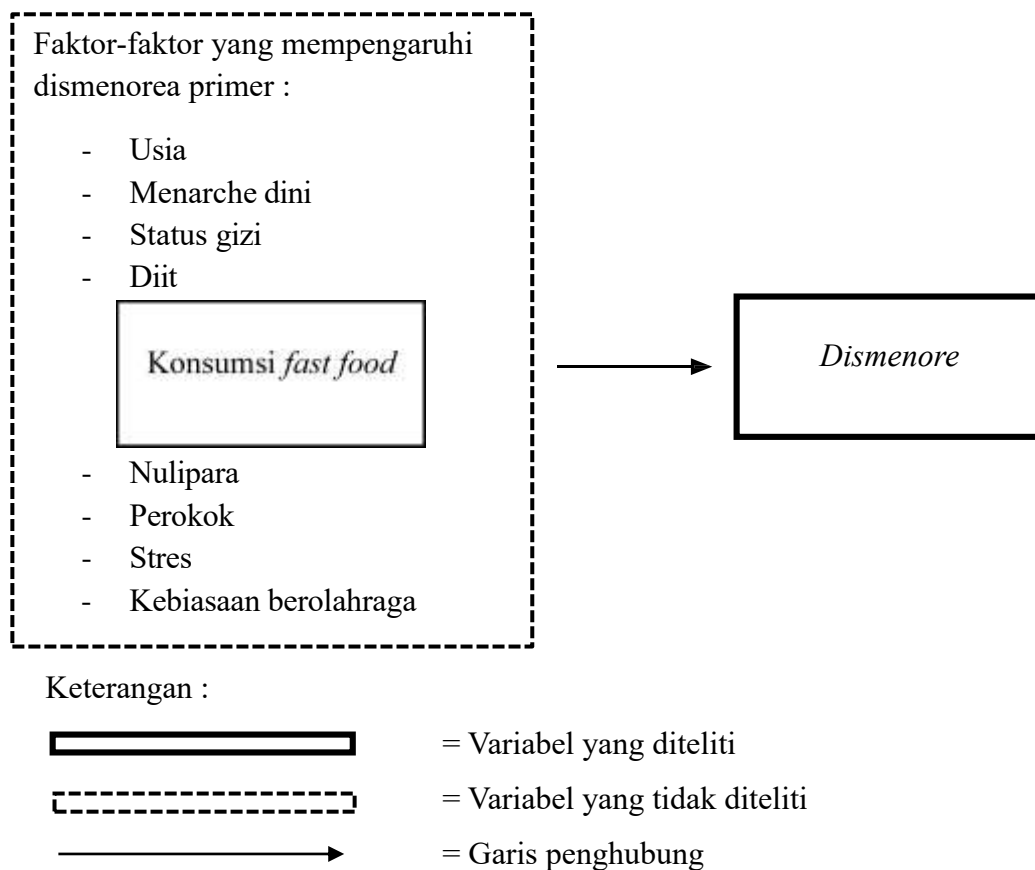 Faktor-faktor yang mempengaruhi
dismenorea primer :
- Usia
- Menarche dini
- Status gizi
- Diit
Konsumsi fast food
Dismenore
- Nulipara
- Perokok
- Stres
- Kebiasaan berolahraga
Keterangan :
= Variabel yang diteliti
= Variabel yang tidak diteliti
= Garis penghubung